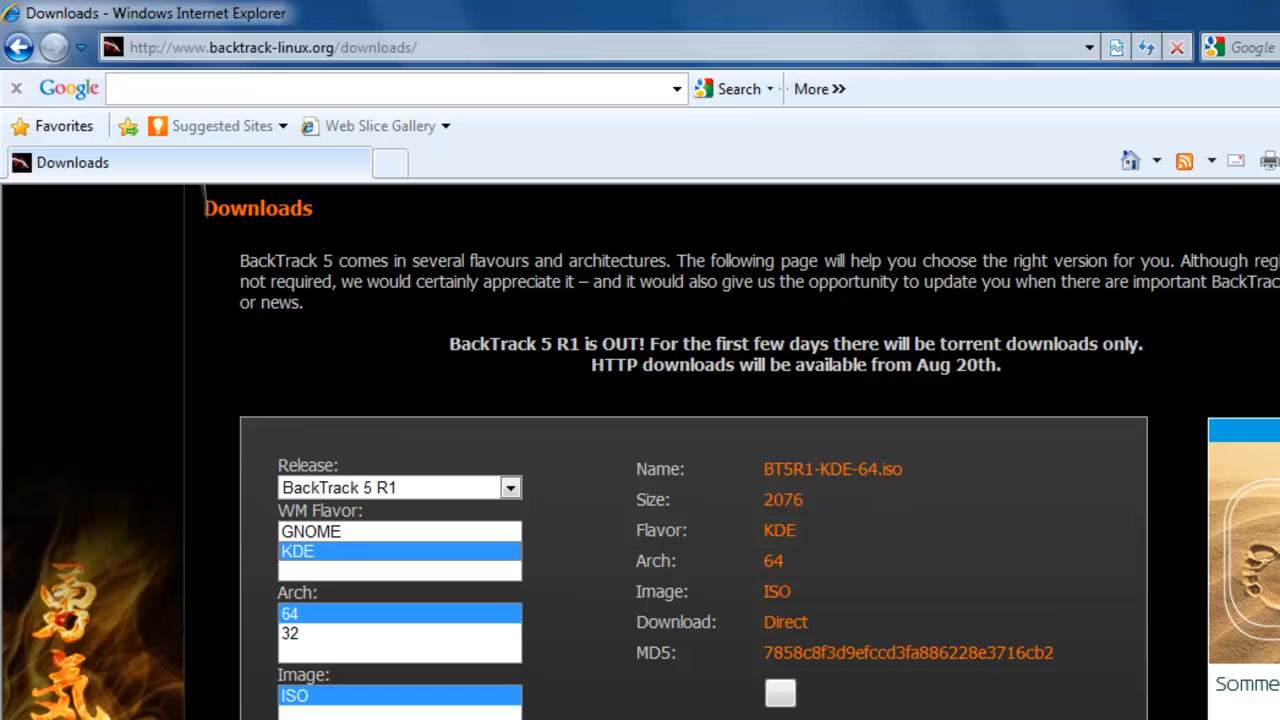 Downloads - Windows Internet Explorer
http://www.backtrack-linux.org/downloads/
Google
Google
Search
More »
Favorites
Suggested Sites
Web Slice Gallery
Downloads
Downloads
BackTrack 5 comes in several flavours and architectures. The following page will help you choose the right version for you. Although regi
not required, we would certainly appreciate it – and it would also give us the opportunity to update you when there are important BackTrac
or news.
BackTrack 5 R1 is OUT! For the first few days there will be torrent downloads only.
HTTP downloads will be available from Aug 20th.
Release:
BackTrack 5 R1
WM Flavor:
GNOME
KDE
Arch:
64
32
Image:
ISO
Name: BT5R1-KDE-64.iso
Size: 2076
Flavor: KDE
Arch: 64
Image: ISO
Download: Direct
MD5: 7858c8f3d9efccd3fa886228e3716cb2
Somme
勇
気